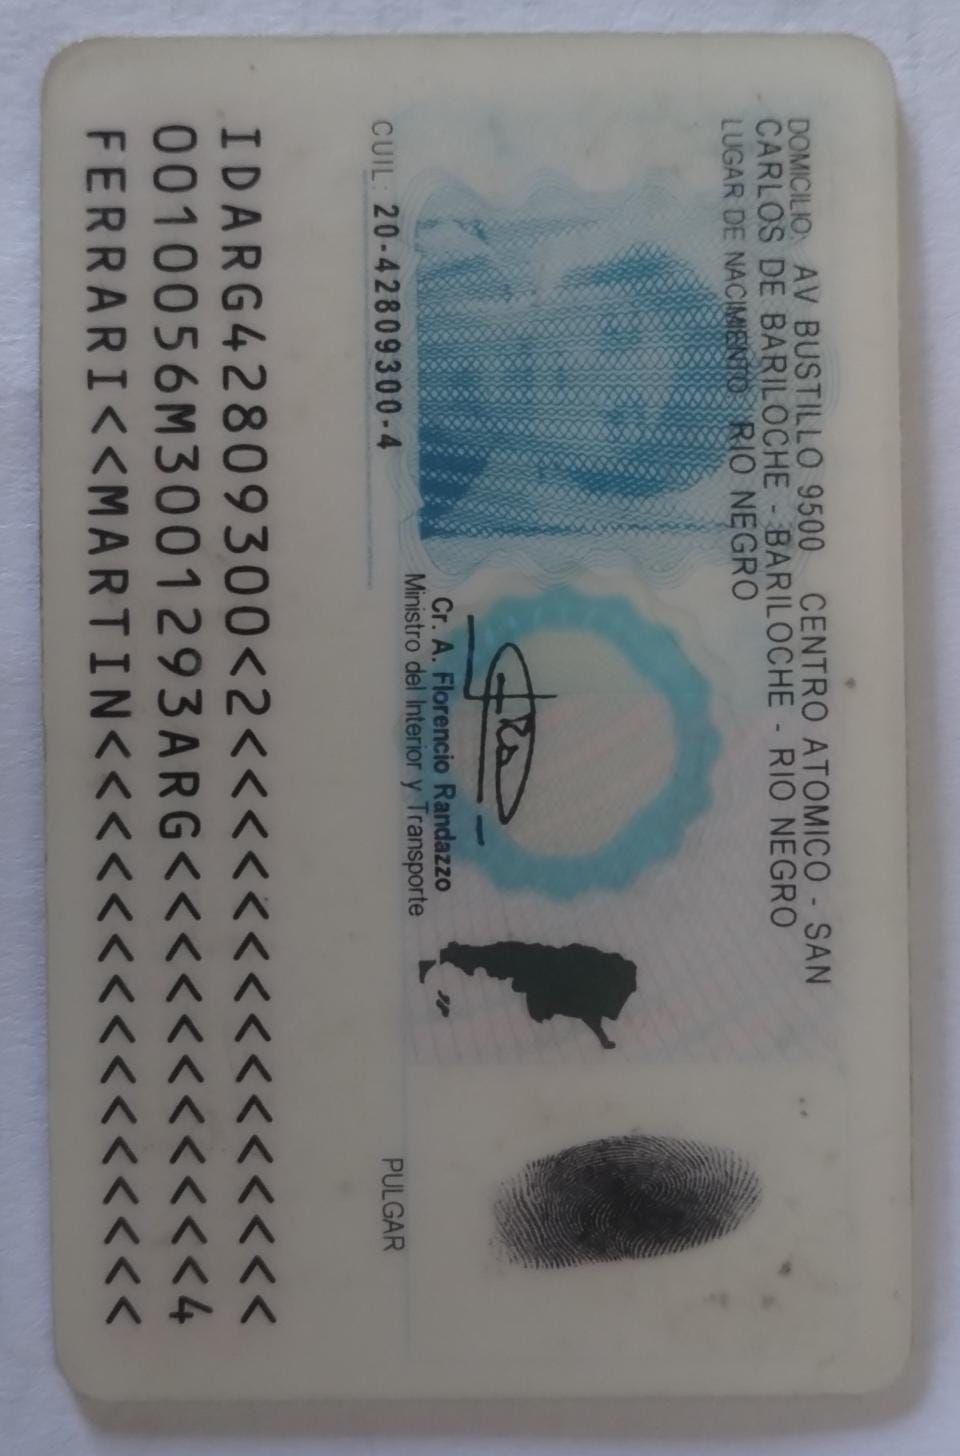 DOMICILIO: AV BUSTILLO 9500 CENTRO ATOMICO - SAN
CARLOS DE BARILOCHE - BARILOCHE - RIO NEGRO
LUGAR DE NACIMIENTO: RIO NEGRO
Cr. A. Florencio Randazzo
Ministro del Interior y Transporte
CUIL: 20-42809300-4
PULGAR
IDARG42809300<2<<<<<<<<<<<<<<<
0010056M3001293ARG<<<<<<<<<<<4
FERRARI<<MARTIN<<<<<<<<<<<<<<<